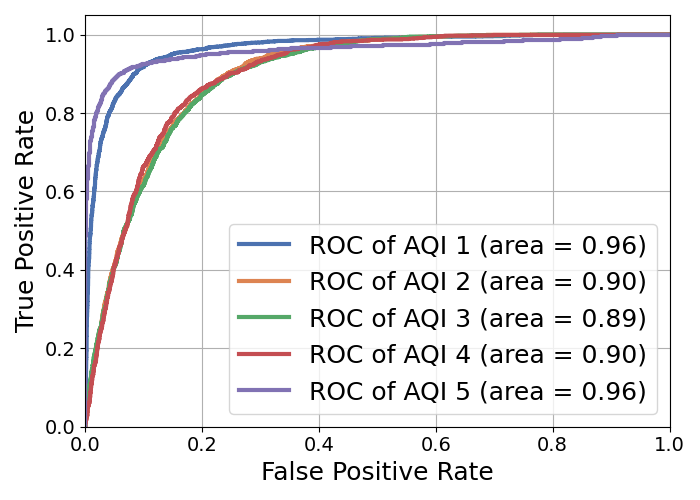 1.0
0.8
0.6
0.4
0.2
0.0
True Positive Rate
ROC of AQI 1 (area = 0.96)
ROC of AQI 2 (area = 0.90)
ROC of AQI 3 (area = 0.89)
ROC of AQI 4 (area = 0.90)
ROC of AQI 5 (area = 0.96)
0.0 0.2 0.4 0.6 0.8 1.0
False Positive Rate